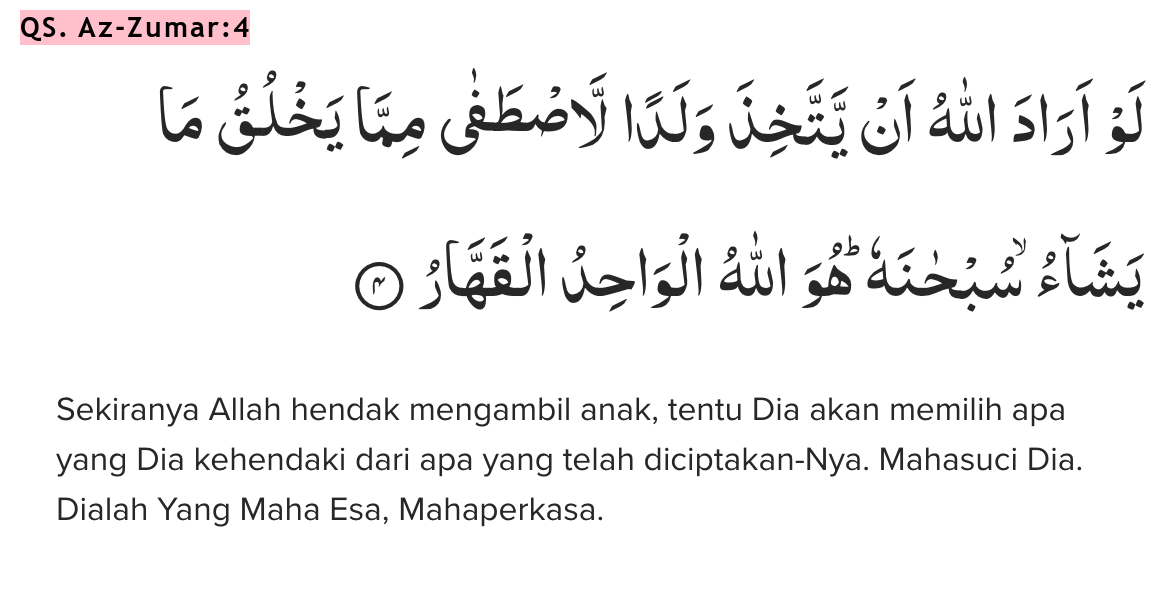 QS. Az-Zumar:4
لَوْ اَرَادَ اللّٰهُ اَنْ يَّتَّخِذَ وَلَدًا لَّاصْطَفٰى مِمَّا يَخْلُقُ مَا
يَشَاۤءُ ۙ سُبْحٰنَهٗ ۗهُوَ اللّٰهُ الْوَاحِدُ الْقَهَّارُ ۝٤
Sekiranya Allah hendak mengambil anak, tentu Dia akan memilih apa
yang Dia kehendaki dari apa yang telah diciptakan-Nya. Mahasuci Dia.
Dialah Yang Maha Esa, Mahaperkasa.